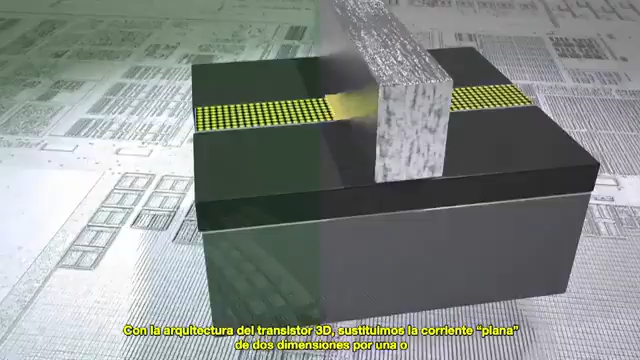 Con la arquitectura del transistor 3D, sustituimos la corriente “plana”
de dos dimensiones por una o